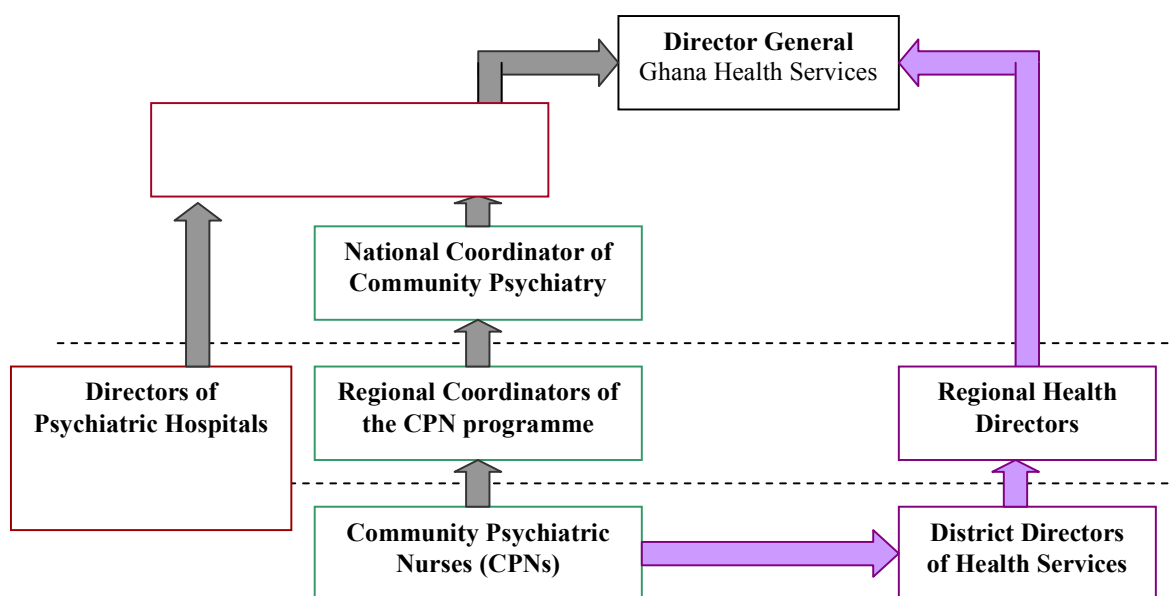 Director General
Ghana Health Services
National Coordinator of
Community Psychiatry
Directors of
Psychiatric Hospitals
Regional Coordinators of
the CPN programme
Regional Health
Directors
Community Psychiatric
Nurses (CPNs)
District Directors
of Health Services